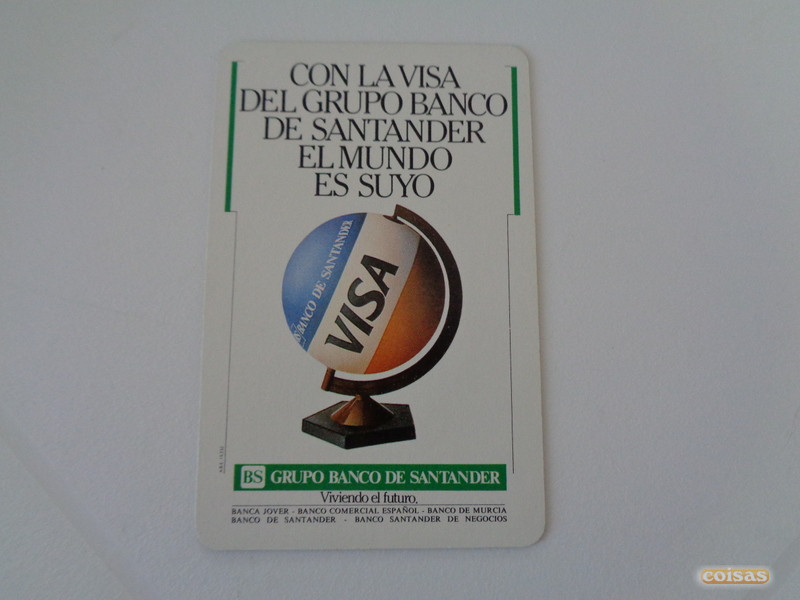 CON LA VISA
DEL GRUPO BANCO
DE SANTANDER
EL MUNDO
ES SUYO
BANCO DE SANTANDER
VISA
BS GRUPO BANCO DE SANTANDER
Viviendo el futuro.
BANCA JOVER - BANCO COMERCIAL ESPAÑOL - BANCO DE MURCIA
BANCO DE SANTANDER - BANCO SANTANDER DE NEGOCIOS
coisas